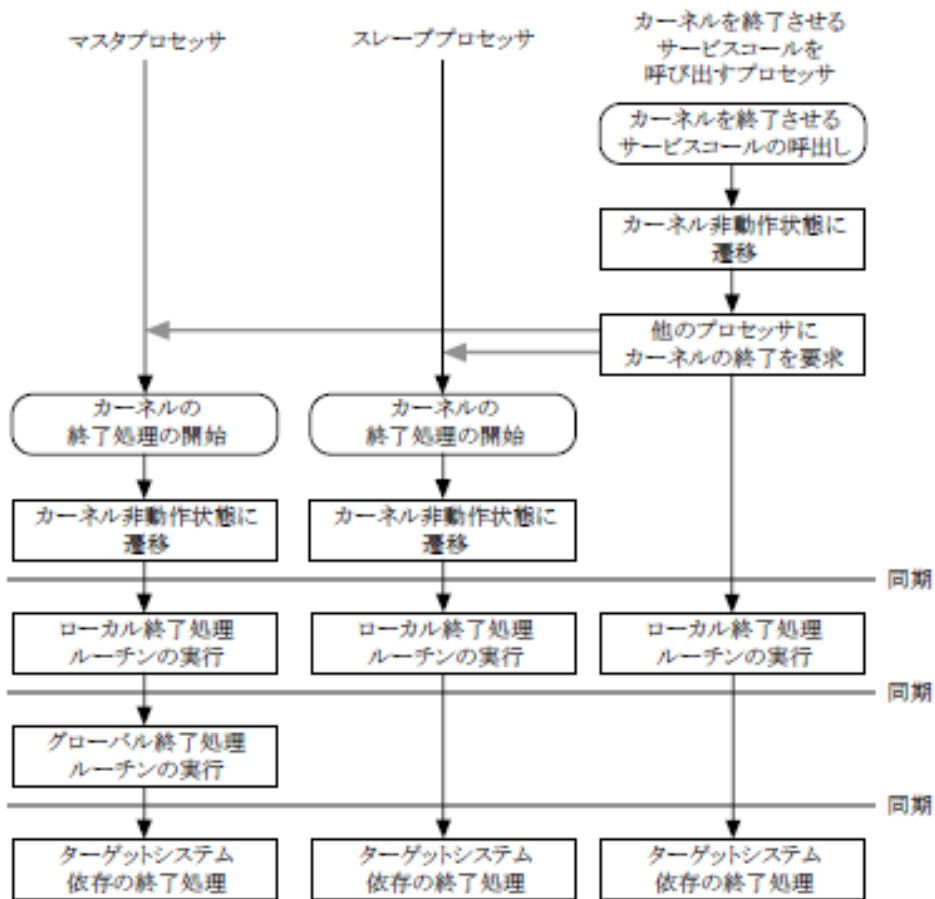 マスタプロセッサ
スレーブプロセッサ
カーネルを終了させる
サービスコールを
呼び出すプロセッサ
カーネルを終了させる
サービスコールの呼出し
カーネル非動作状態に
遷移
他のプロセッサに
カーネルの終了を要求
カーネルの
終了処理の開始
カーネルの
終了処理の開始
カーネル非動作状態に
遷移
カーネル非動作状態に
遷移
同期
ローカル終了処理
ルーチンの実行
ローカル終了処理
ルーチンの実行
ローカル終了処理
ルーチンの実行
同期
グローバル終了処理
ルーチンの実行
同期
ターゲットシステム
依存の終了処理
ターゲットシステム
依存の終了処理
ターゲットシステム
依存の終了処理